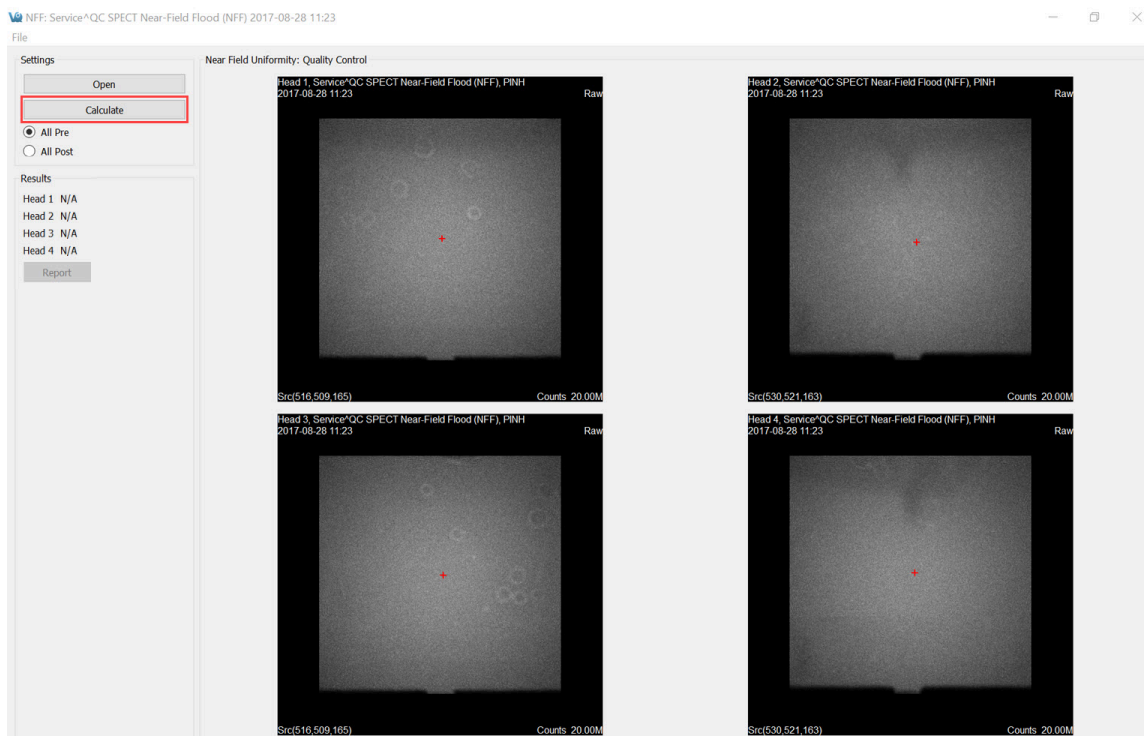 NFF: Service^QC SPECT Near-Field Flood (NFF) 2017-08-28 11:23
File
Settings
Open
Calculate
All Pre
All Post
Results
Head 1 N/A
Head 2 N/A
Head 3 N/A
Head 4 N/A
Report
Near Field Uniformity: Quality Control
Head 1, Service^QC SPECT Near-Field Flood (NFF), PINH
2017-08-28 11:23 Raw
Src(516,509,165) Counts 20.00M
Head 2, Service^QC SPECT Near-Field Flood (NFF), PINH
2017-08-28 11:23 Raw
Src(530,521,163) Counts 20.00M
Head 3, Service^QC SPECT Near-Field Flood (NFF), PINH
2017-08-28 11:23 Raw
Src(516,509,165) Counts 20.00M
Head 4, Service^QC SPECT Near-Field Flood (NFF), PINH
2017-08-28 11:23 Raw
Src(530,521,163) Counts 20.00M